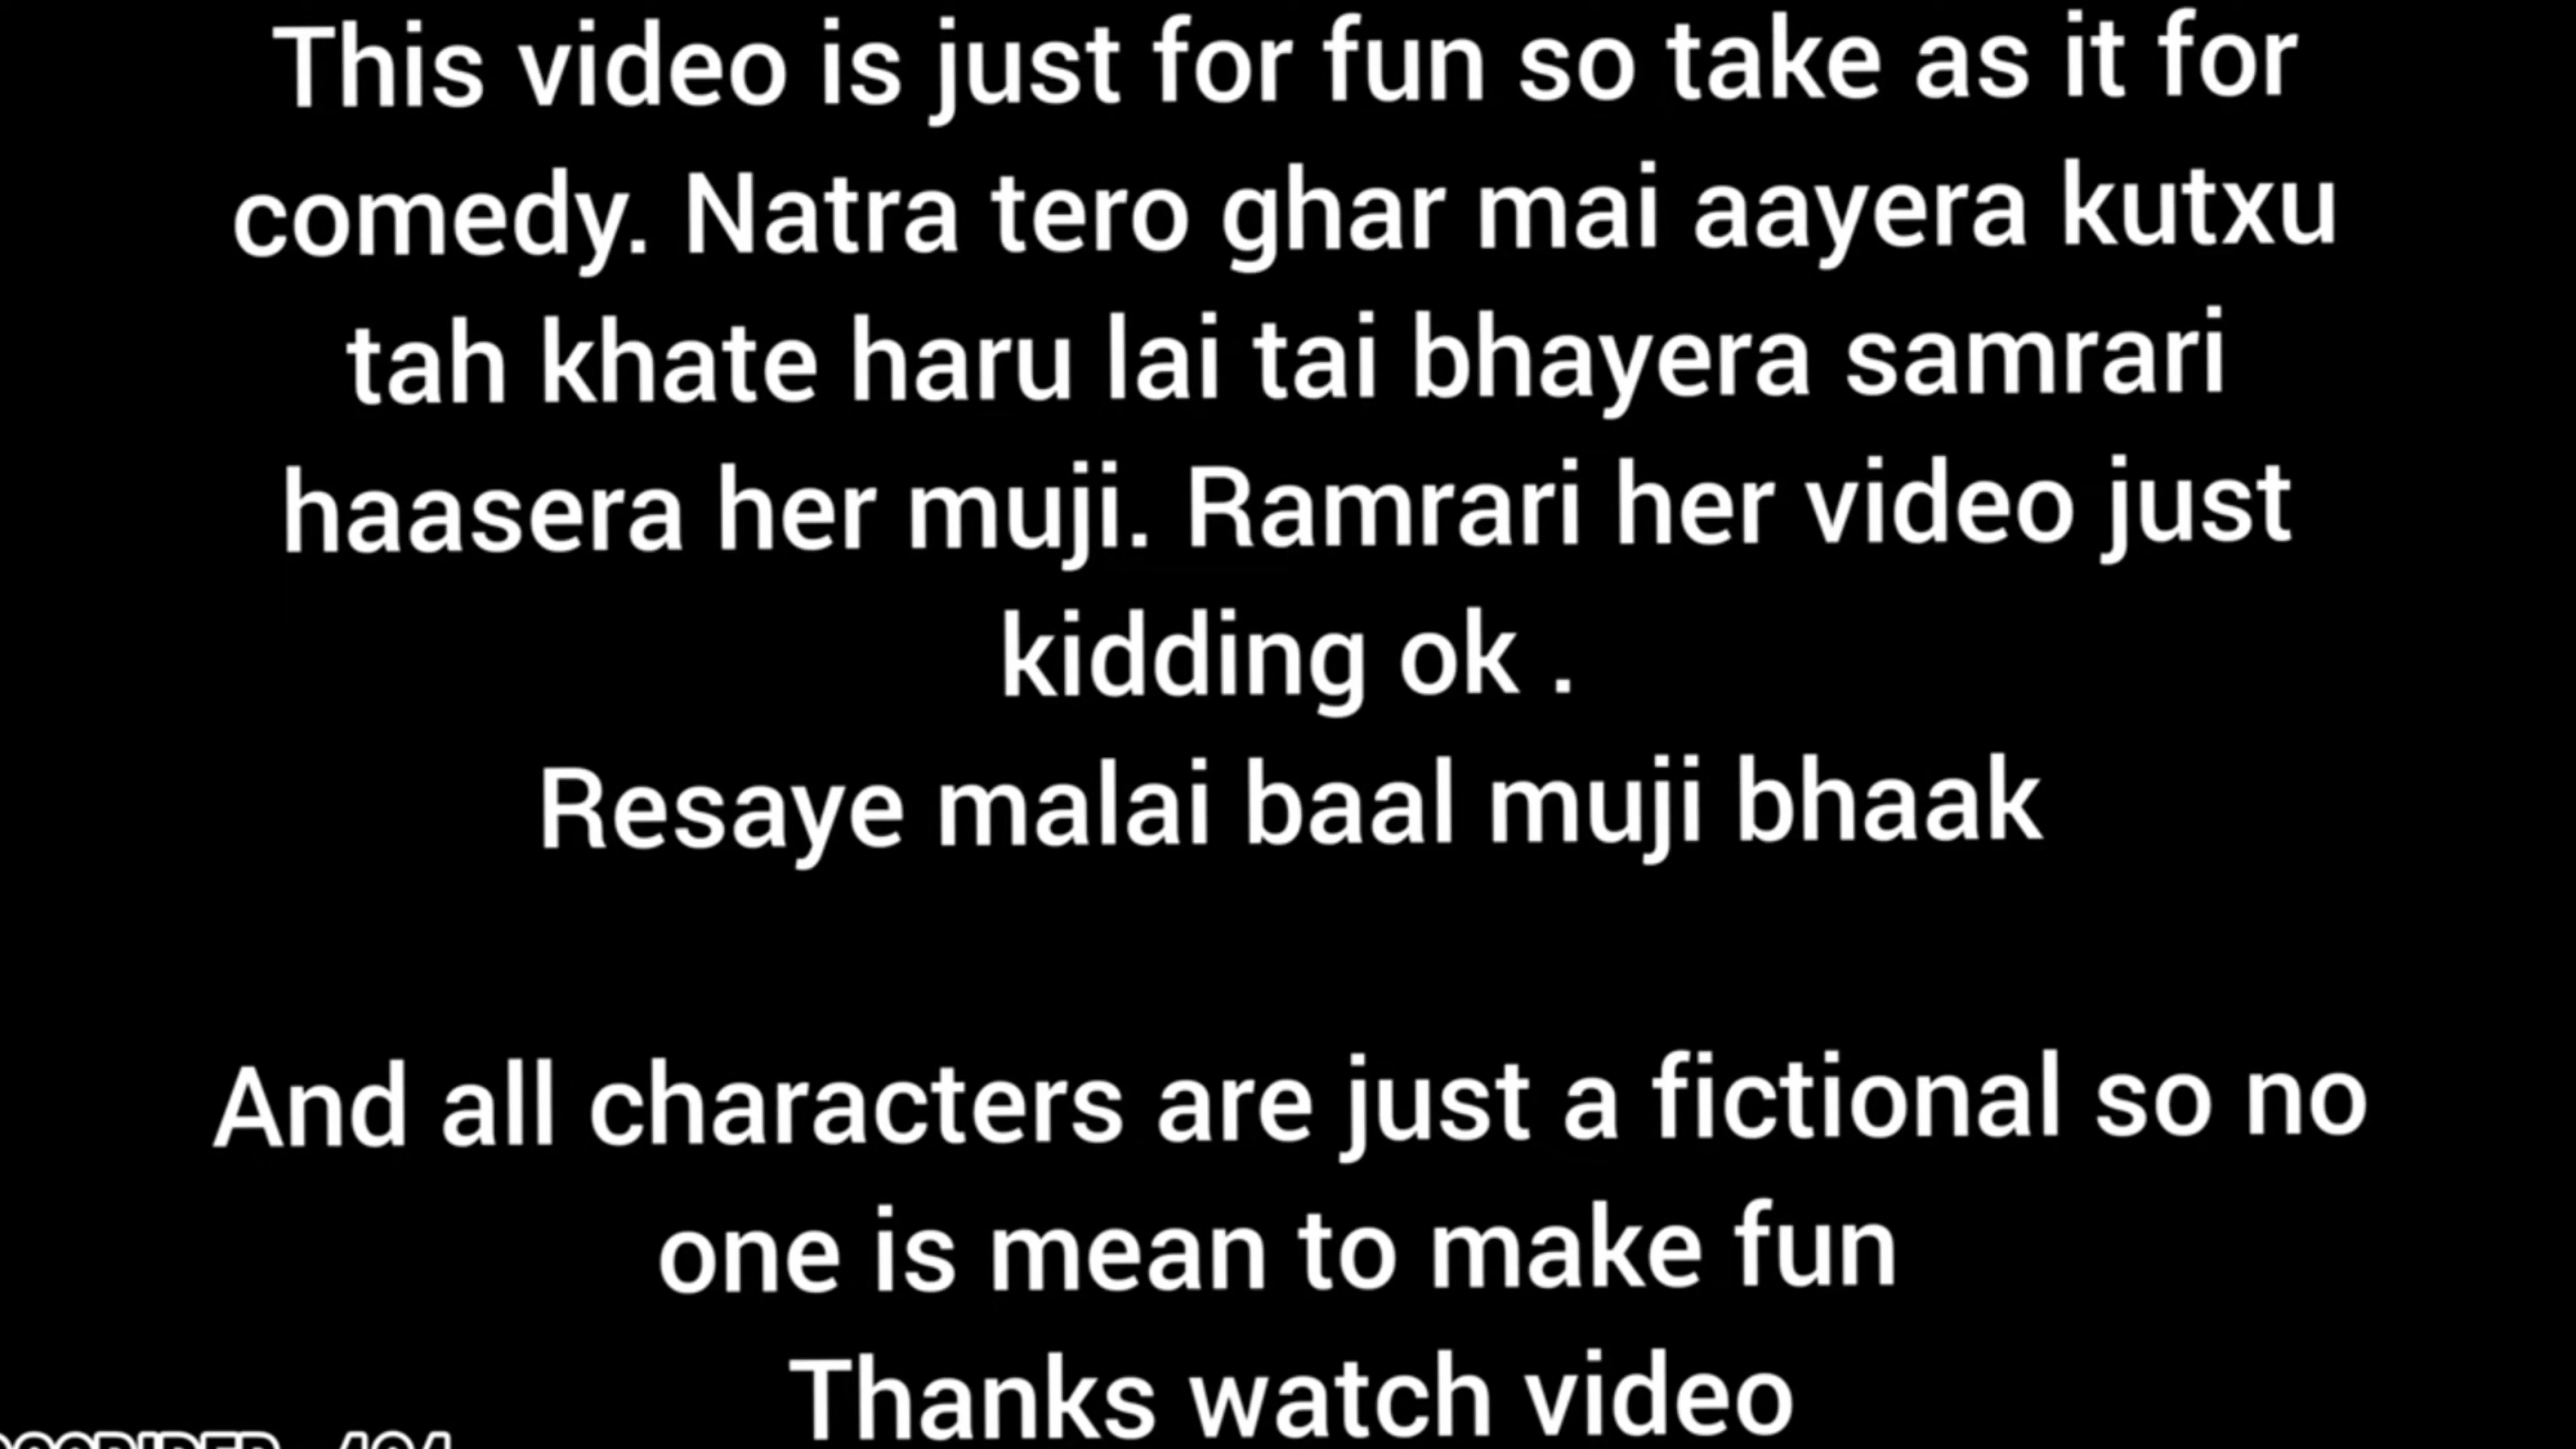 This video is just for fun so take as it for
comedy. Natra tero ghar mai aayera kutxu
tah khate haru lai tai bhayera samrari
haasera her muji. Ramrari her video just
kidding ok .
Resaye malai baal muji bhaak
And all characters are just a fictional so no
one is mean to make fun
Thanks watch video